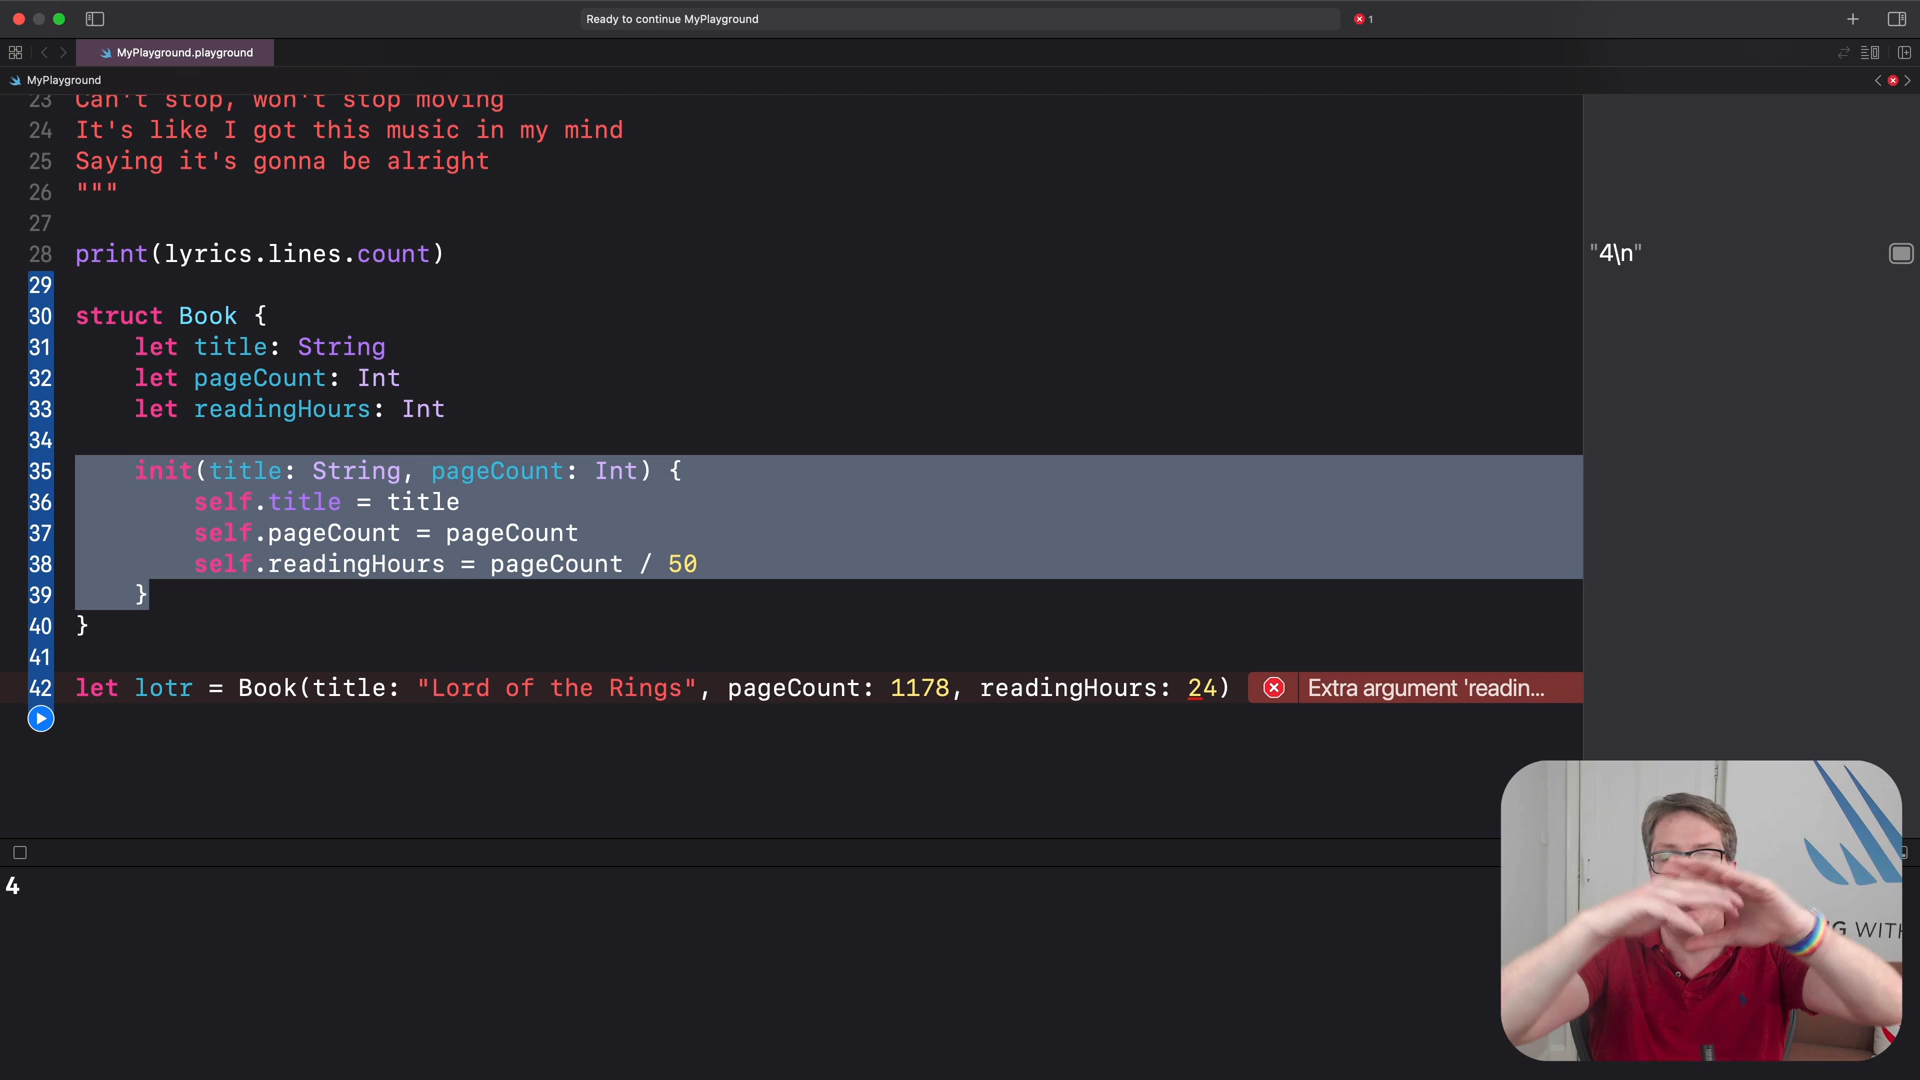 Ready to continue MyPlayground
1
MyPlayground.playground
MyPlayground
23 Can't stop, won't stop moving
24 It's like I got this music in my mind
25 Saying it's gonna be alright
26 """
27
28 print(lyrics.lines.count)
"4\n"
29
30 struct Book {
31 let title: String
32 let pageCount: Int
33 let readingHours: Int
34
35 init(title: String, pageCount: Int) {
36 self.title = title
37 self.pageCount = pageCount
38 self.readingHours = pageCount / 50
39 }
40 }
41
42 let lotr = Book(title: "Lord of the Rings", pageCount: 1178, readingHours: 24)
Extra argument 'readin...
4
G WITH